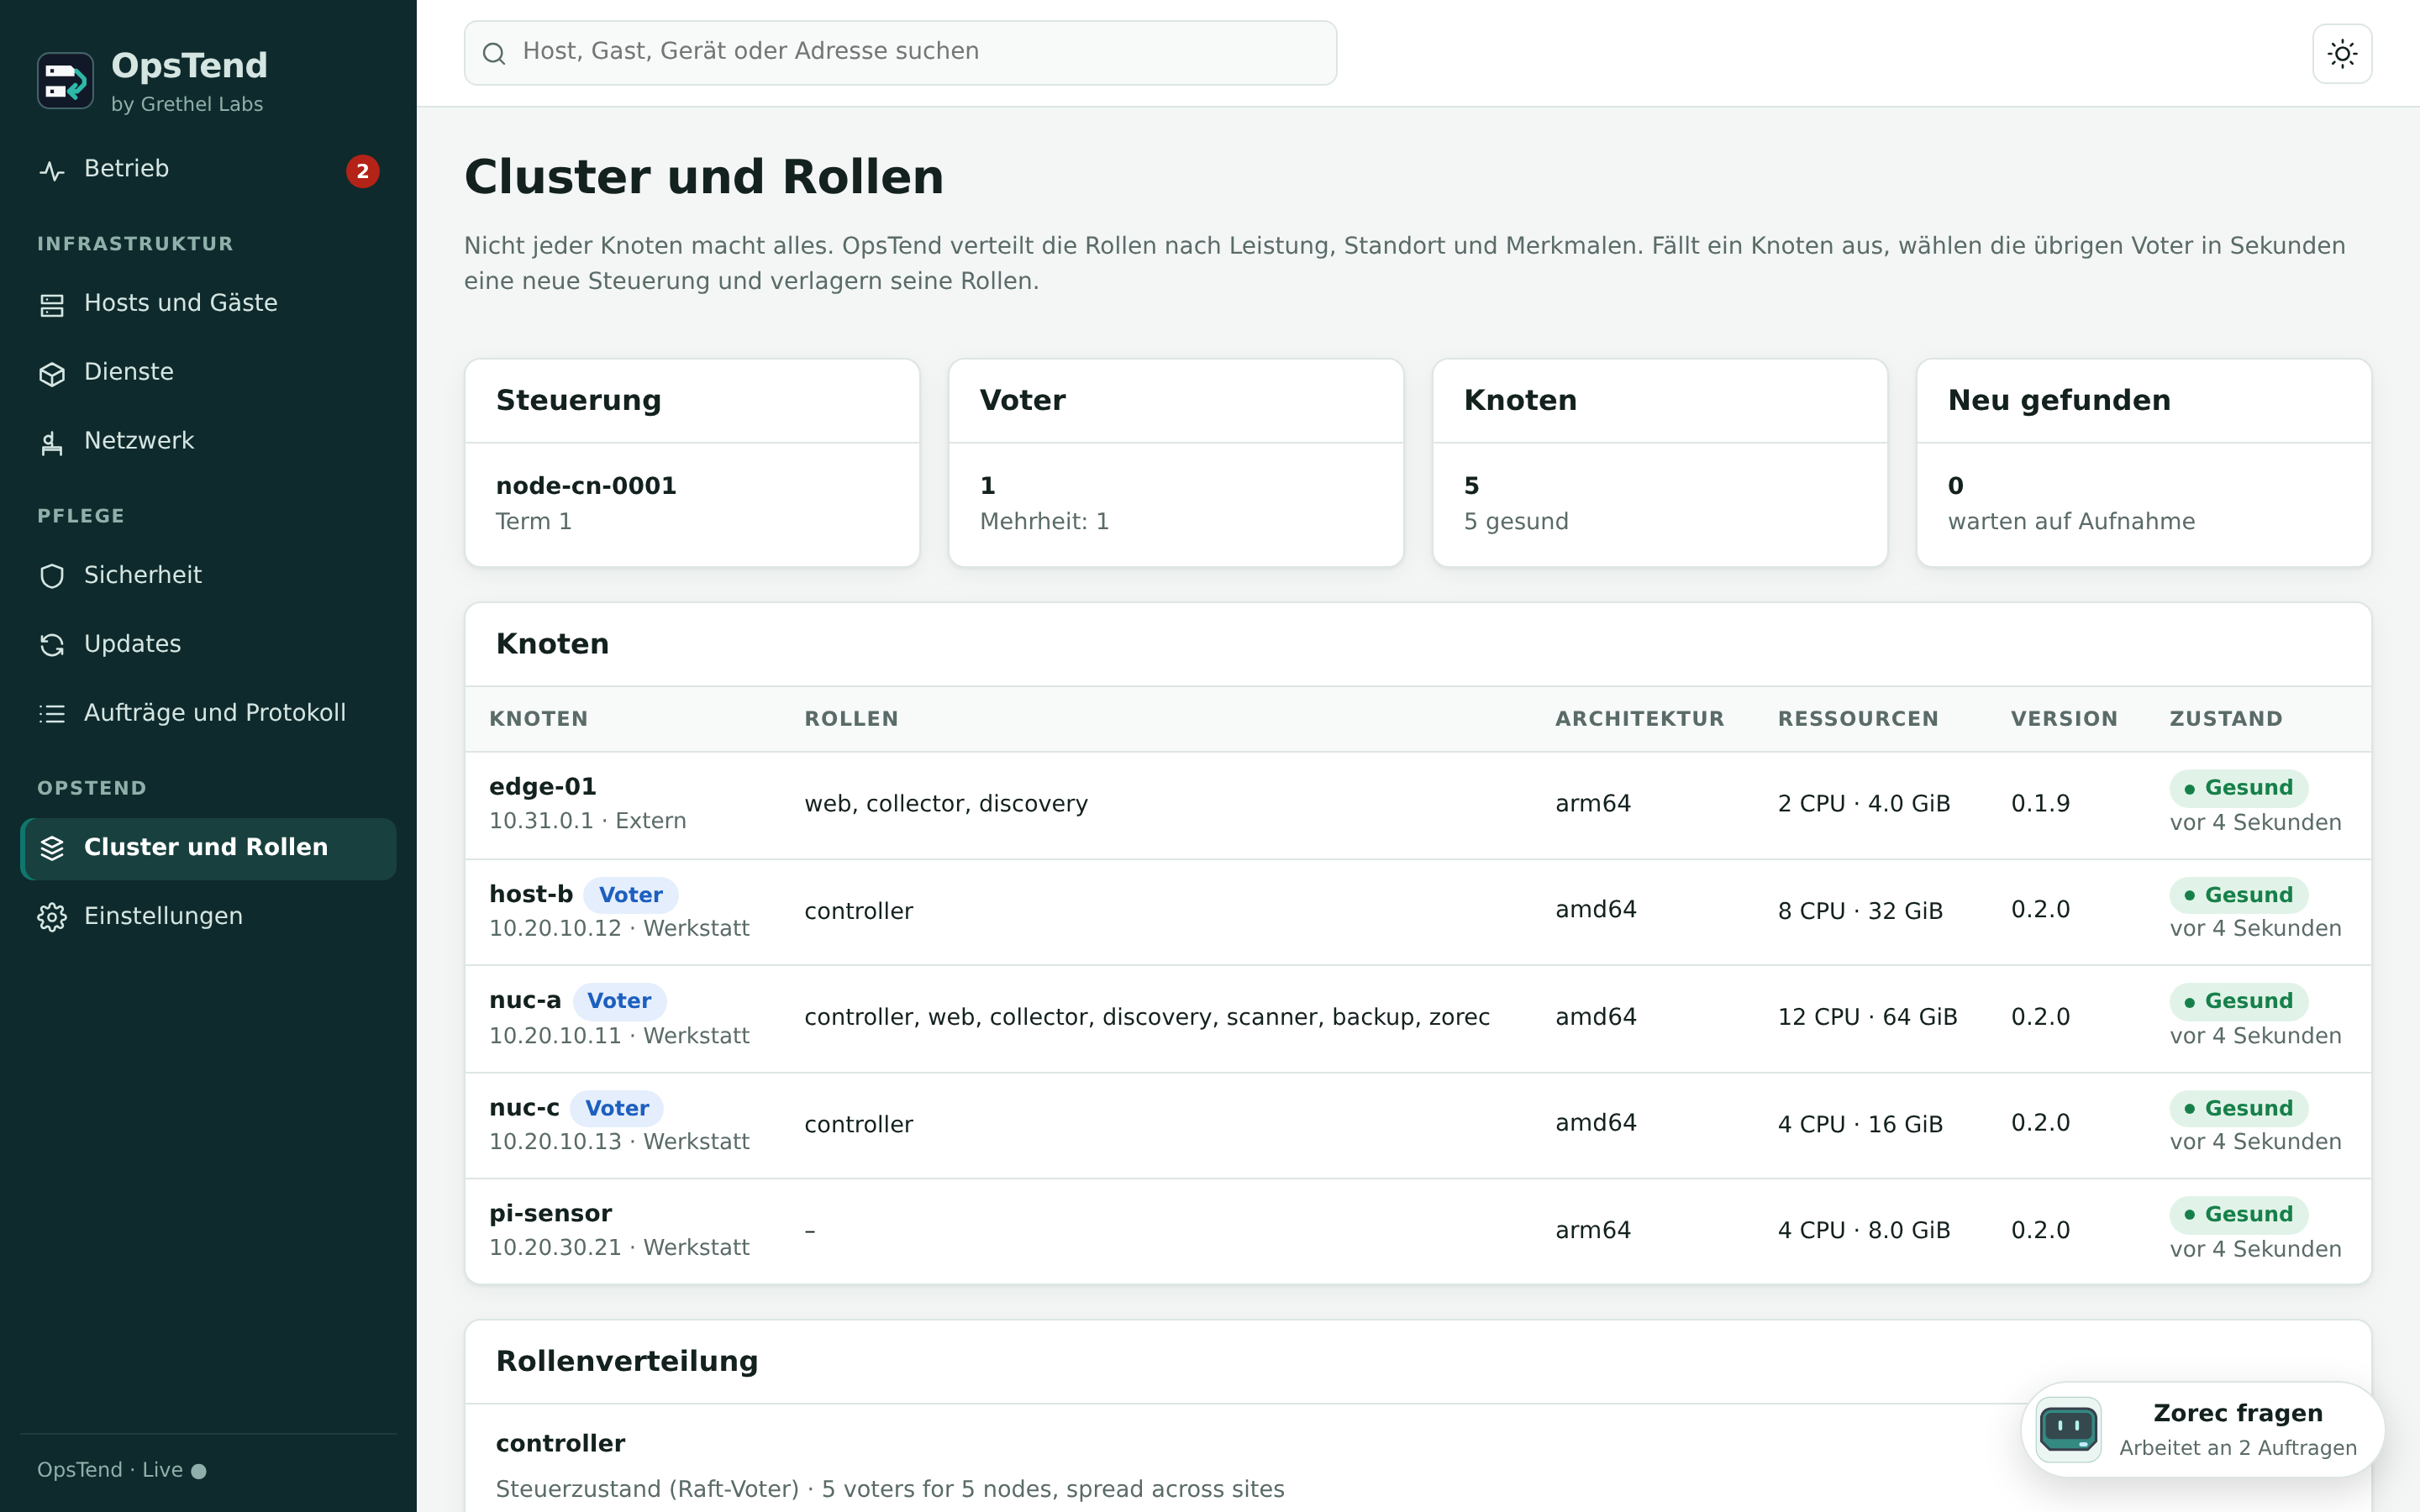 OpsTend
by Grethel Labs
Betrieb 2
INFRASTRUKTUR
Hosts und Gäste
Dienste
Netzwerk
PFLEGE
Sicherheit
Updates
Aufträge und Protokoll
OPSTEND
Cluster und Rollen
Einstellungen
OpsTend · Live
Host, Gast, Gerät oder Adresse suchen
Cluster und Rollen
Nicht jeder Knoten macht alles. OpsTend verteilt die Rollen nach Leistung, Standort und Merkmalen. Fällt ein Knoten aus, wählen die übrigen Voter in Sekunden
eine neue Steuerung und verlagern seine Rollen.
Steuerung
node-cn-0001
Term 1
Voter
1
Mehrheit: 1
Knoten
5
5 gesund
Neu gefunden
0
warten auf Aufnahme
Knoten
KNOTEN ROLLEN ARCHITEKTUR RESSOURCEN VERSION ZUSTAND
edge-01
10.31.0.1 · Extern
web, collector, discovery
arm64
2 CPU · 4.0 GiB
0.1.9
Gesund
vor 4 Sekunden
host-b Voter
10.20.10.12 · Werkstatt
controller
amd64
8 CPU · 32 GiB
0.2.0
Gesund
vor 4 Sekunden
nuc-a Voter
10.20.10.11 · Werkstatt
controller, web, collector, discovery, scanner, backup, zorec
amd64
12 CPU · 64 GiB
0.2.0
Gesund
vor 4 Sekunden
nuc-c Voter
10.20.10.13 · Werkstatt
controller
amd64
4 CPU · 16 GiB
0.2.0
Gesund
vor 4 Sekunden
pi-sensor
10.20.30.21 · Werkstatt
–
arm64
4 CPU · 8.0 GiB
0.2.0
Gesund
vor 4 Sekunden
Rollenverteilung
controller
Steuerzustand (Raft-Voter) · 5 voters for 5 nodes, spread across sites
Zorec fragen
Arbeitet an 2 Auftragen